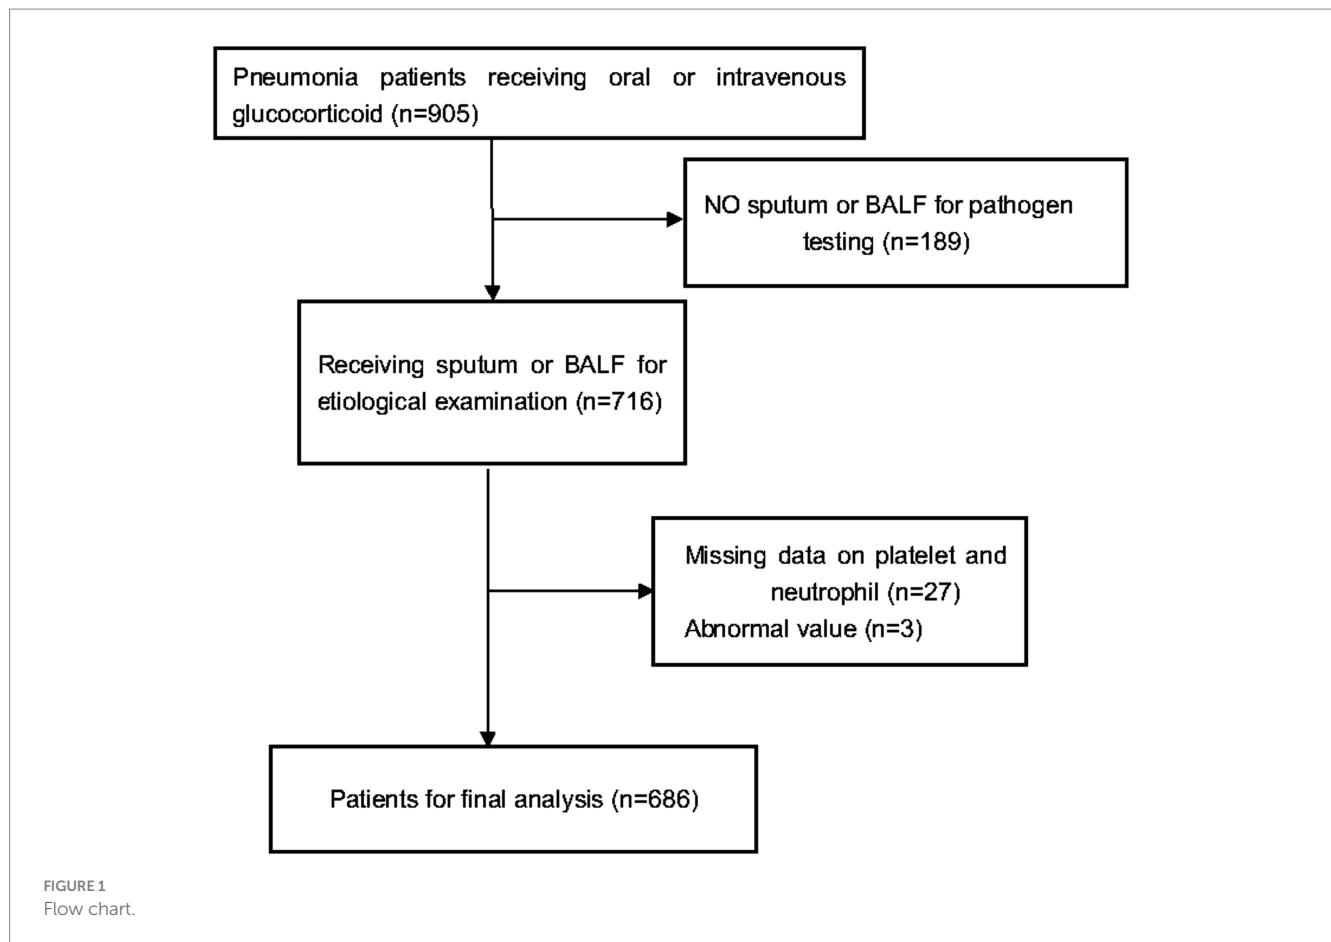 Pneumonia patients receiving oral or intravenous
glucocorticoid (n=905)
NO sputum or BALF for pathogen
testing (n=189)
Receiving sputum or BALF for
etiological examination (n=716)
Missing data on platelet and
neutrophil (n=27)
Abnormal value (n=3)
Patients for final analysis (n=686)
FIGURE 1
Flow chart.